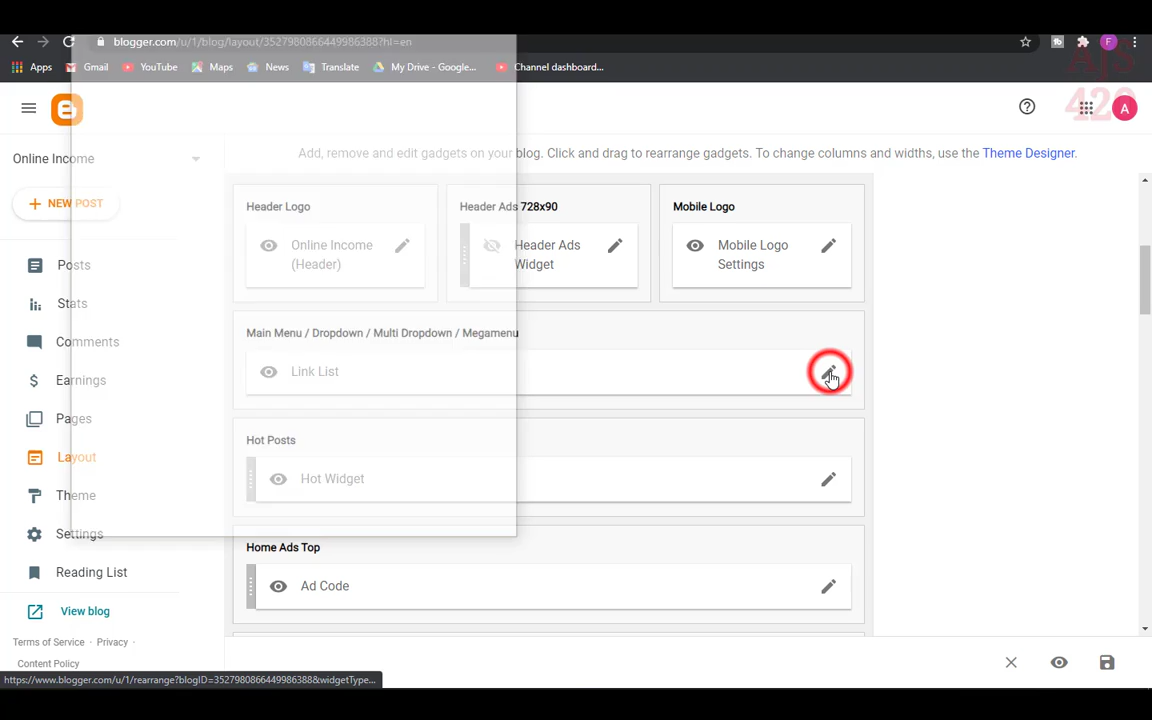 blogger.com/u/1/blog/layout/35279808664499863​88?hl=en
Apps Gmail YouTube Maps News Translate My Drive - Google... Channel dashboard...
AJS
420
F
A
Online Income
Add, remove and edit gadgets on your blog. Click and drag to rearrange gadgets. To change columns and widths, use the Theme Designer.
+ NEW POST
Posts
Stats
Comments
Earnings
Pages
Layout
Theme
Settings
Reading List
View blog
Terms of Service · Privacy ·
Content Policy
Header Logo
Online Income
(Header)
Header Ads 728x90
Header Ads
Widget
Mobile Logo
Mobile Logo
Settings
Main Menu / Dropdown / Multi Dropdown / Megamenu
Link List
Hot Posts
Hot Widget
Home Ads Top
Ad Code
https://www.blogger.com/u/1/rearrange?blogID=3527980866449986388&widgetType...